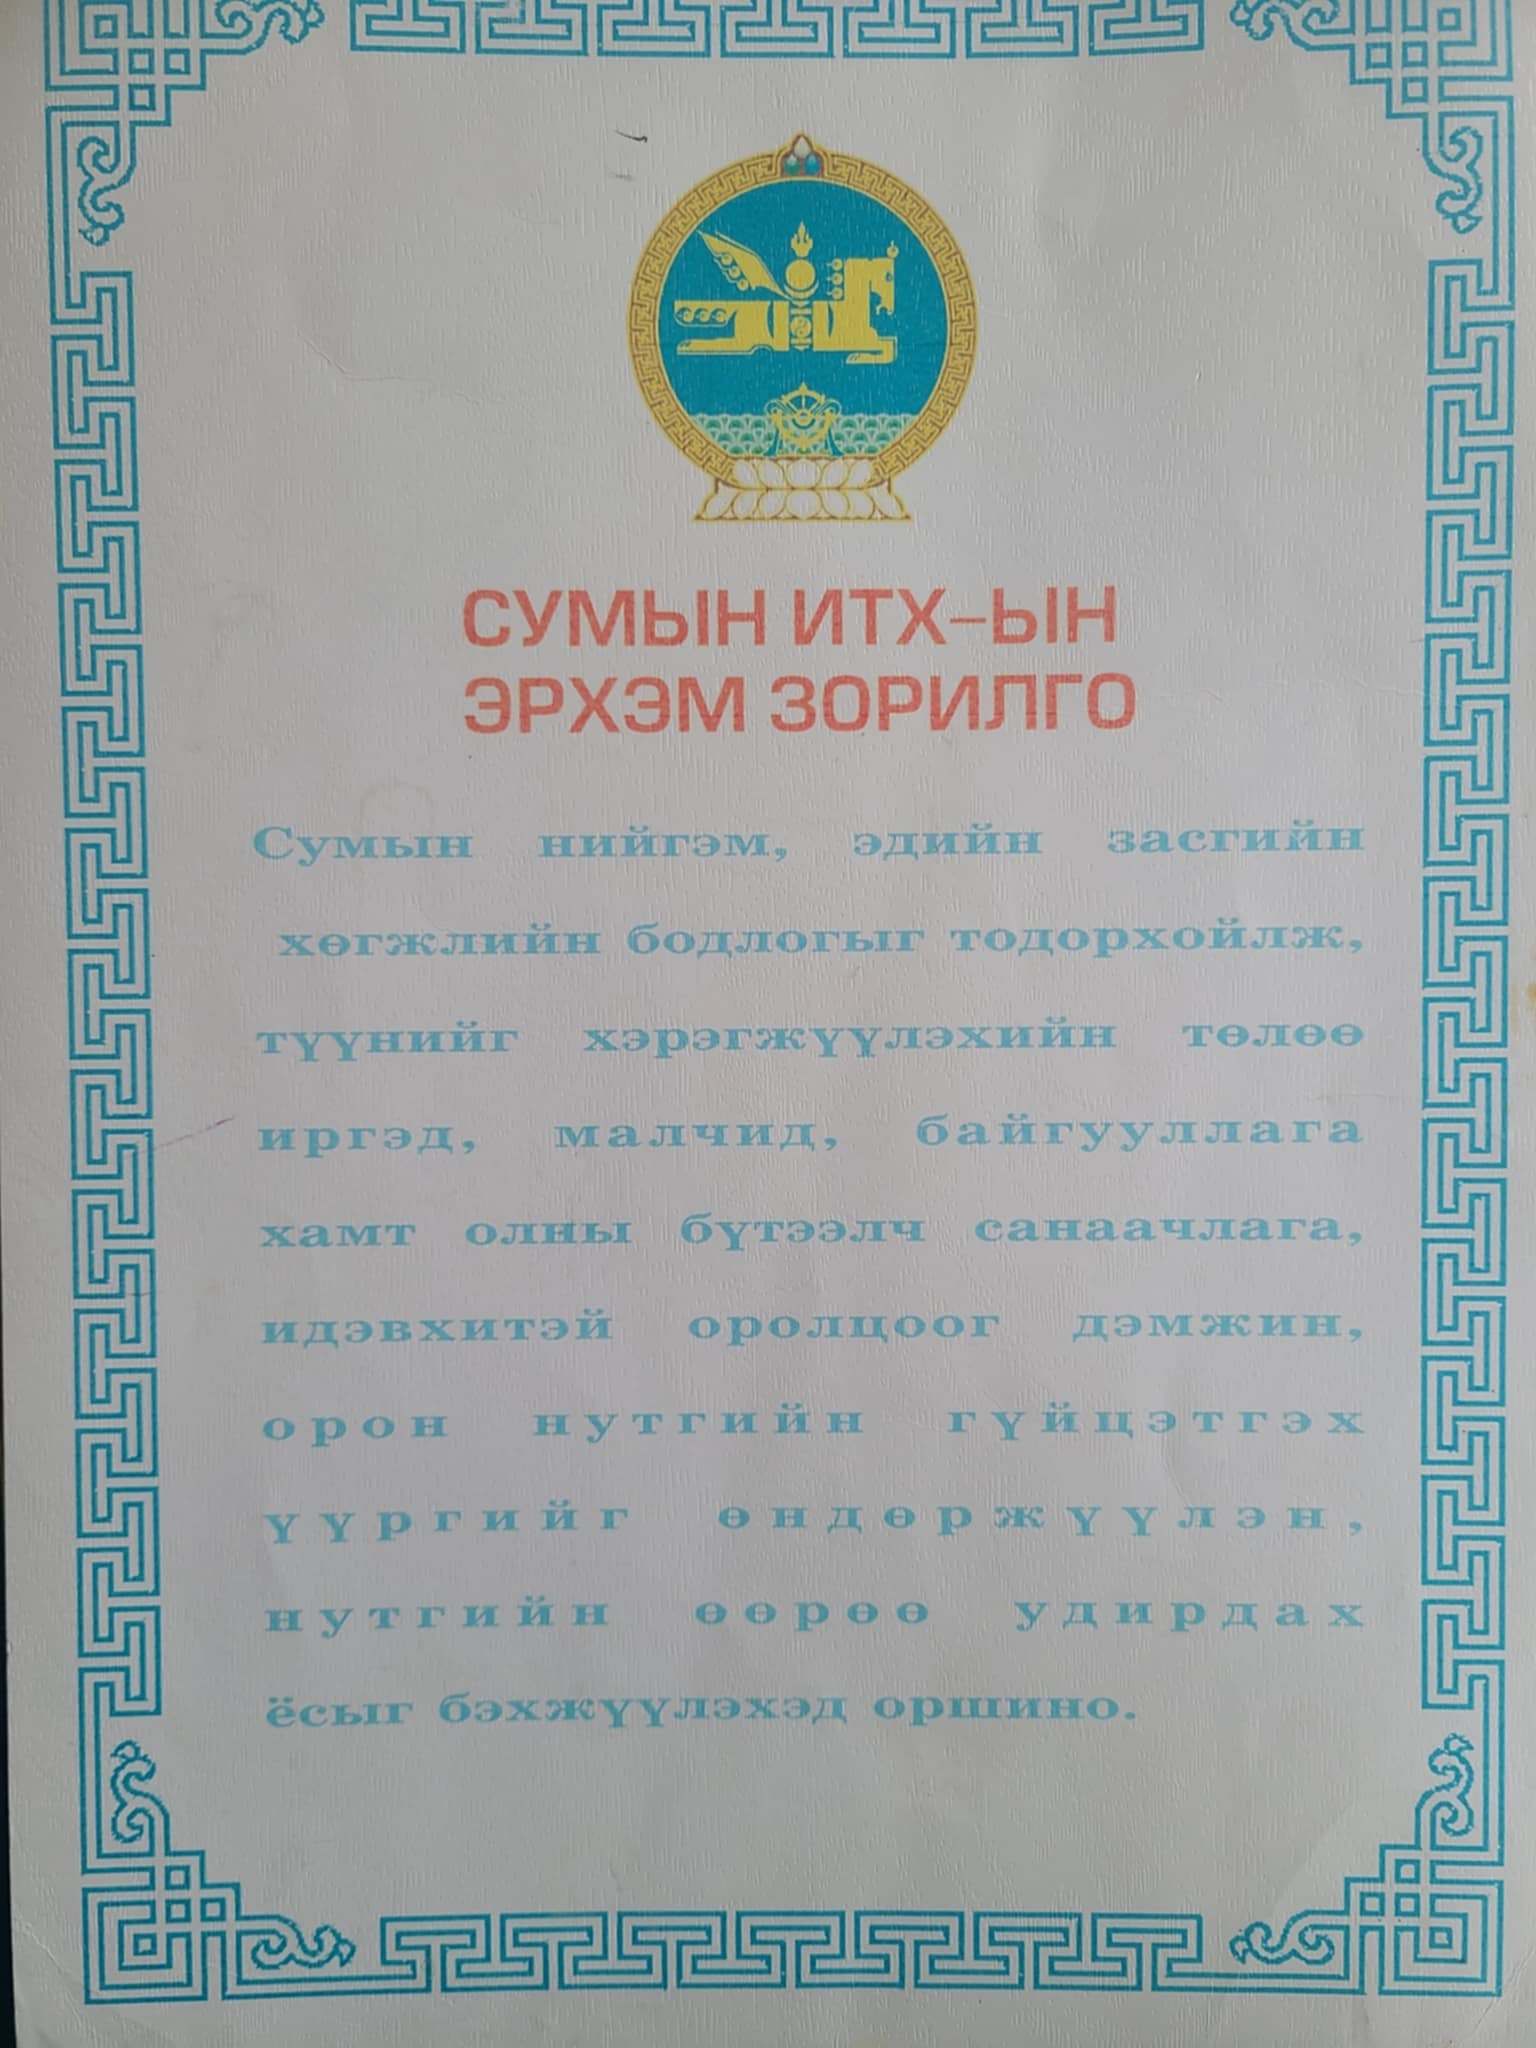 СУМЫН ИТХ-ЫН
ЭРХЭМ ЗОРИЛГО
Сумын нийгэм, эдийн засгийн
хөгжлийн бодлогыг тодорхойлж,
түүнийг хэрэгжүүлэхийн төлөө
иргэд, малчид, байгууллага
хамт олны бүтээлч санаачлага,
идэвхитэй оролцоог дэмжин,
орон нутгийн гүйцэтгэх
үүргийг өндөржүүлэн,
нутгийн өөрөө удирдах
ёсыг бэхжүүлэхэд оршино.